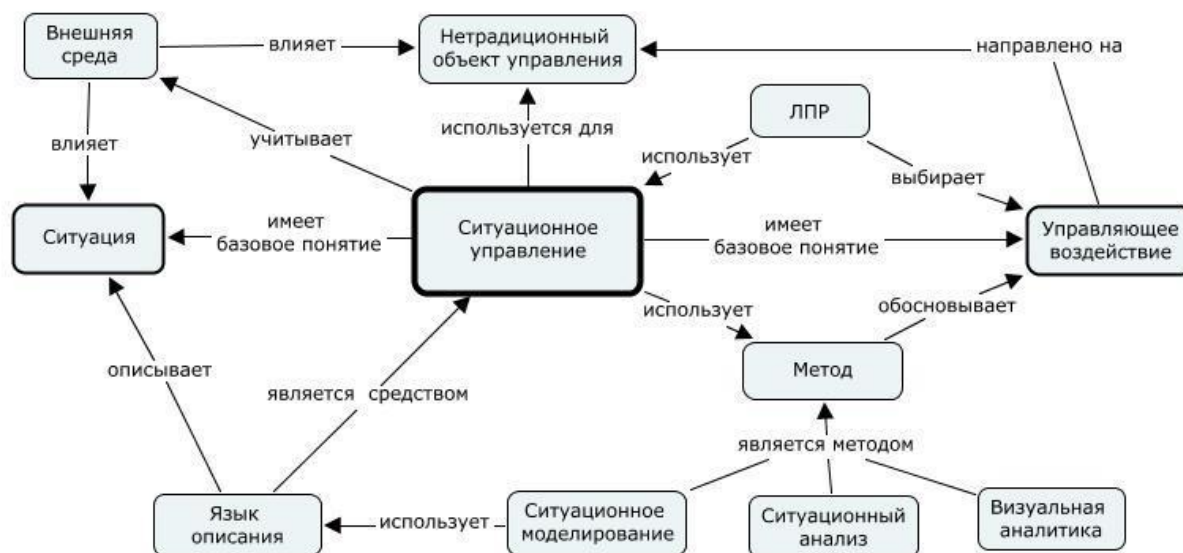 Внешняя
среда
влияет
Нетрадиционный
объект управления
направлено на
ЛПР
учитывает
используется для
влияет
использует
выбирает
Ситуация
имеет
базовое понятие
Ситуационное
управление
имеет
базовое понятие
Управляющее
воздействие
использует
обосновывает
описывает
является средством
Метод
является методом
Язык
описания
использует
Ситуационное
моделирование
Ситуационный
анализ
Визуальная
аналитика